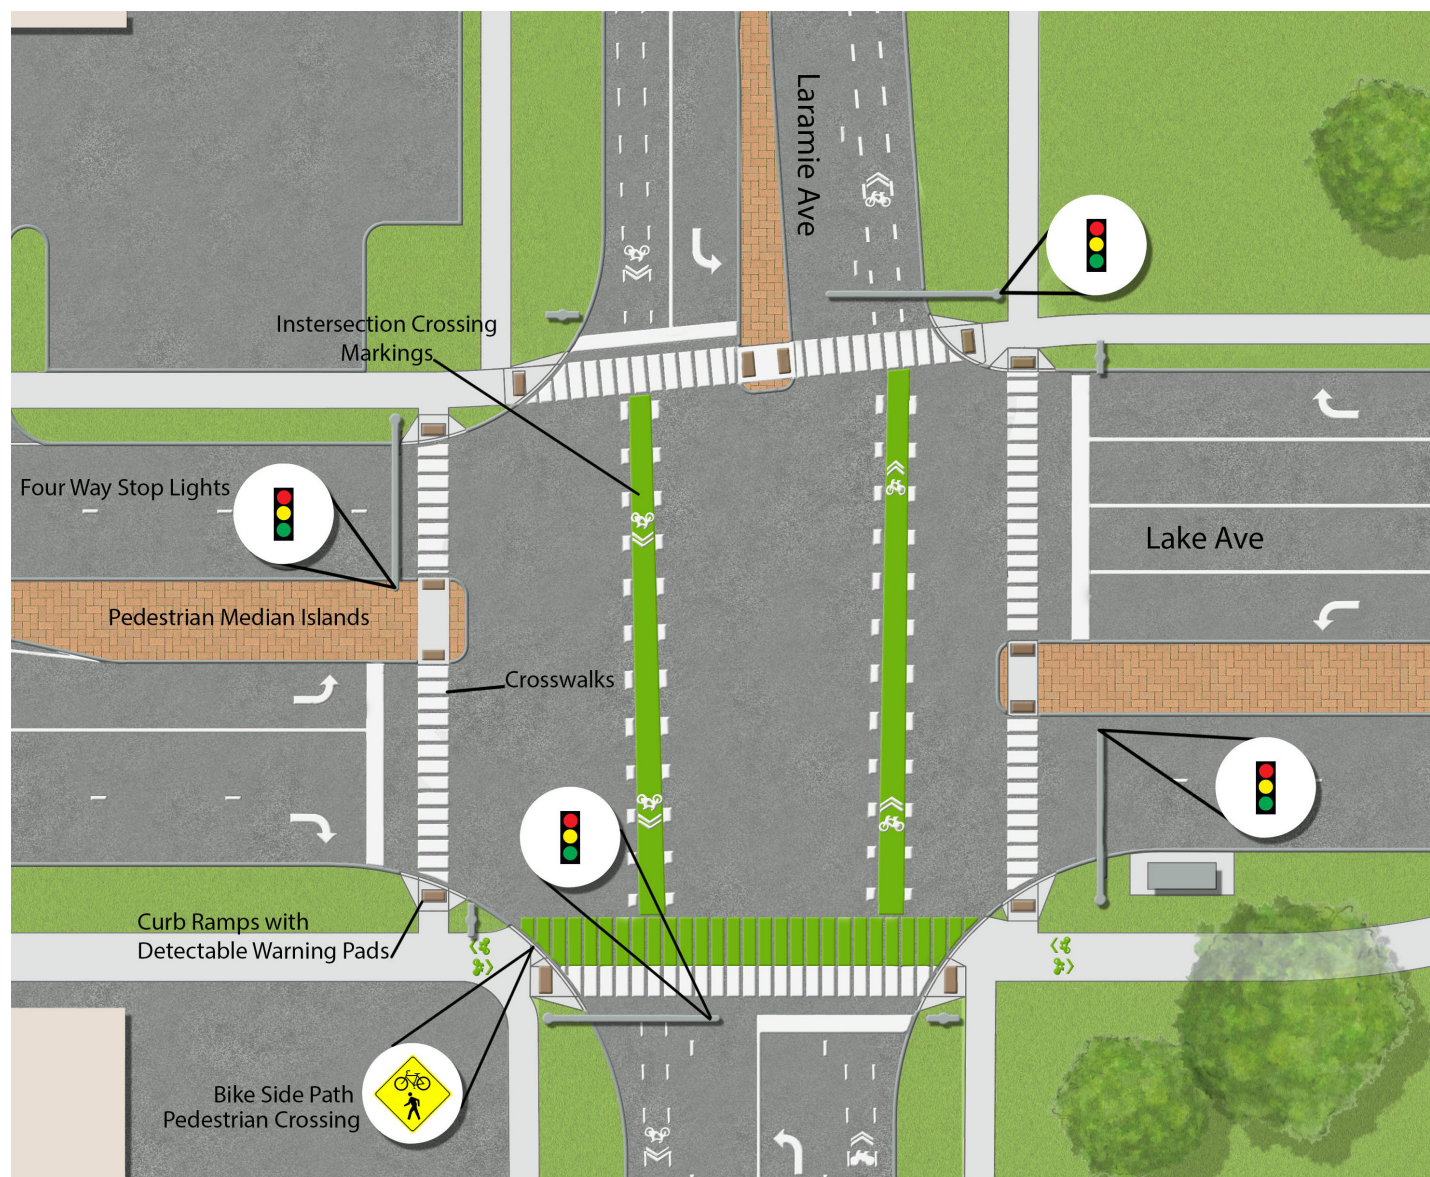 Laramie Ave
Instersection Crossing
Markings
Four Way Stop Lights
Lake Ave
Pedestrian Median Islands
Crosswalks
Curb Ramps with
Detectable Warning Pads
Bike Side Path
Pedestrian Crossing